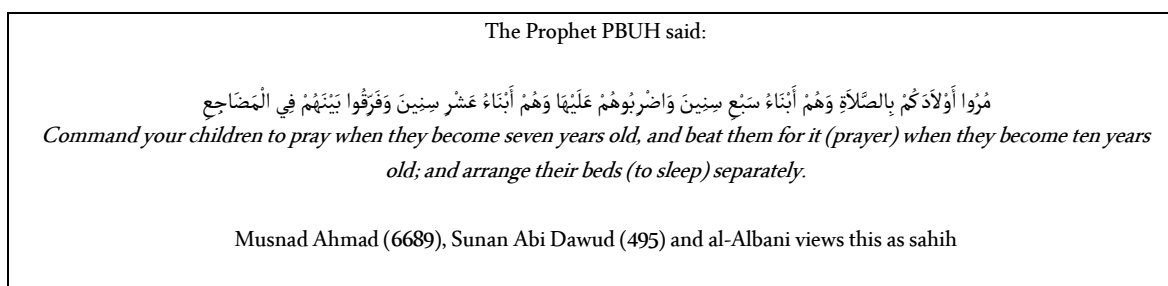 The Prophet PBUH said:
مُرُوا أَوْلاَدَكُمْ بِالصَّلاَةِ وَهُمْ أَبْنَاءُ سَبْعِ سِنِينَ وَاضْرِبُوهُمْ عَلَيْهَا وَهُمْ أَبْنَاءُ عَشْرِ سِنِينَ وَفَرِّقُوا بَيْنَهُمْ فِي الْمَضَاجِعِ
Command your children to pray when they become seven years old, and beat them for it (prayer) when they become ten years
old; and arrange their beds (to sleep) separately.
Musnad Ahmad (6689), Sunan Abi Dawud (495) and al-Albani views this as sahih